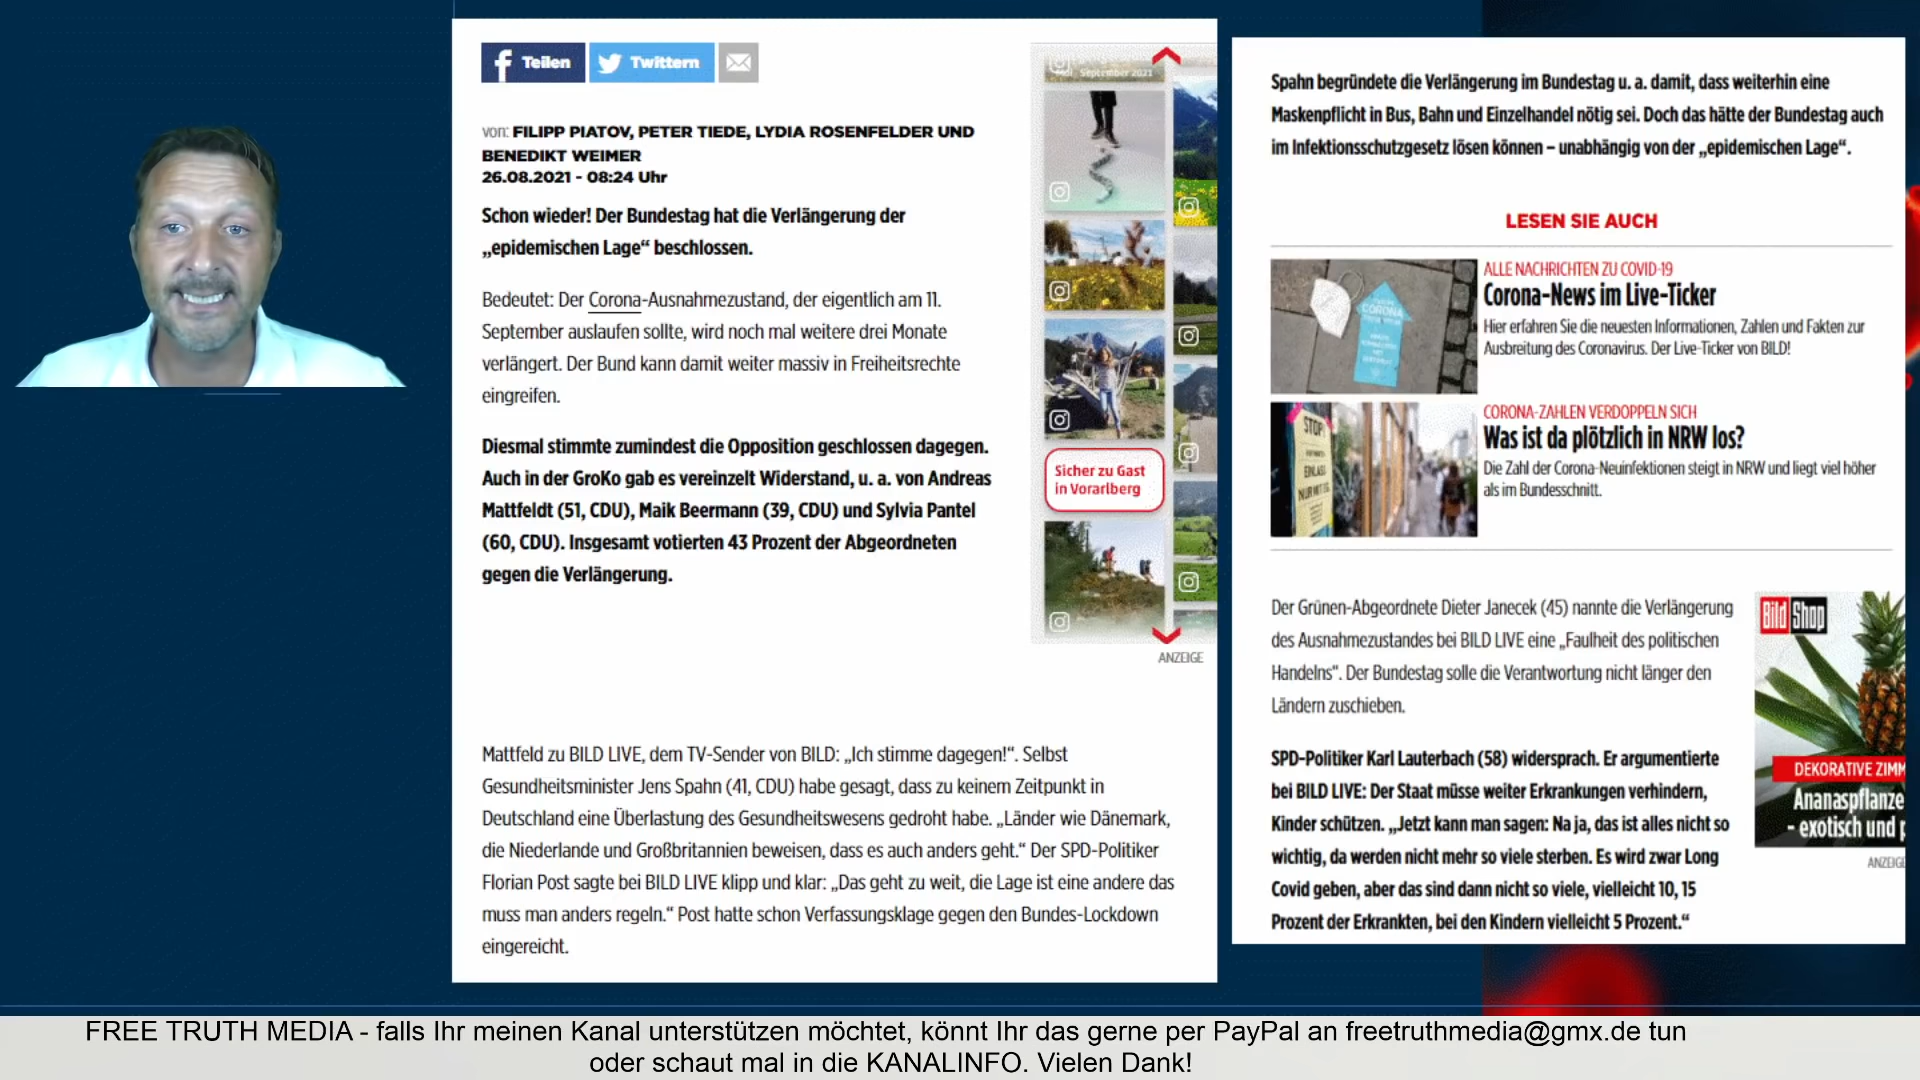 Teilen
Twittern
von: FILIPP PIATOV, PETER TIEDE, LYDIA ROSENFELDER UND
BENEDIKT WEIMER
26.08.2021 - 08:24 Uhr
Schon wieder! Der Bundestag hat die Verlängerung der
„epidemischen Lage“ beschlossen.
Bedeutet: Der Corona-Ausnahmezustand, der eigentlich am 11.
September auslaufen sollte, wird noch mal weitere drei Monate
verlängert. Der Bund kann damit weiter massiv in Freiheitsrechte
eingreifen.
Diesmal stimmte zumindest die Opposition geschlossen dagegen.
Auch in der GroKo gab es vereinzelt Widerstand, u. a. von Andreas
Mattfeldt (51, CDU), Maik Beermann (39, CDU) und Sylvia Pantel
(60, CDU). Insgesamt votierten 43 Prozent der Abgeordneten
gegen die Verlängerung.
September 2021
Sicher zu Gast
in Vorarlberg
ANZEIGE
Mattfeld zu BILD LIVE, dem TV-Sender von BILD: „Ich stimme dagegen!“. Selbst
Gesundheitsminister Jens Spahn (41, CDU) habe gesagt, dass zu keinem Zeitpunkt in
Deutschland eine Überlastung des Gesundheitswesens gedroht habe. „Länder wie Dänemark,
die Niederlande und Großbritannien beweisen, dass es auch anders geht.“ Der SPD-Politiker
Florian Post sagte bei BILD LIVE klipp und klar: „Das geht zu weit, die Lage ist eine andere das
muss man anders regeln.“ Post hatte schon Verfassungsklage gegen den Bundes-Lockdown
eingereicht.
Spahn begründete die Verlängerung im Bundestag u. a. damit, dass weiterhin eine
Maskenpflicht in Bus, Bahn und Einzelhandel nötig sei. Doch das hätte der Bundestag auch
im Infektionsschutzgesetz lösen können – unabhängig von der „epidemischen Lage“.
LESEN SIE AUCH
CORONA
ALLE NACHRICHTEN ZU COVID-19
Corona-News im Live-Ticker
Hier erfahren Sie die neuesten Informationen, Zahlen und Fakten zur
Ausbreitung des Coronavirus. Der Live-Ticker von BILD!
STOP!
EINLASS
NUR MIT
CORONA-ZAHLEN VERDOPPELN SICH
Was ist da plötzlich in NRW los?
Die Zahl der Corona-Neuinfektionen steigt in NRW und liegt viel höher
als im Bundesschnitt.
Der Grünen-Abgeordnete Dieter Janecek (45) nannte die Verlängerung
des Ausnahmezustandes bei BILD LIVE eine „Faulheit des politischen
Handelns“. Der Bundestag solle die Verantwortung nicht länger den
Ländern zuschieben.
SPD-Politiker Karl Lauterbach (58) widersprach. Er argumentierte
bei BILD LIVE: Der Staat müsse weiter Erkrankungen verhindern,
Kinder schützen. „Jetzt kann man sagen: Na ja, das ist alles nicht so
wichtig, da werden nicht mehr so viele sterben. Es wird zwar Long
Covid geben, aber das sind dann nicht so viele, vielleicht 10, 15
Prozent der Erkrankten, bei den Kindern vielleicht 5 Prozent.“
Bild Shop
DEKORATIVE ZIMM
Ananaspflanze
- exotisch und p
ANZEIGE
FREE TRUTH MEDIA - falls Ihr meinen Kanal unterstützen möchtet, könnt Ihr das gerne per PayPal an freetruthmedia@gmx.de tun
oder schaut mal in die KANALINFO. Vielen Dank!